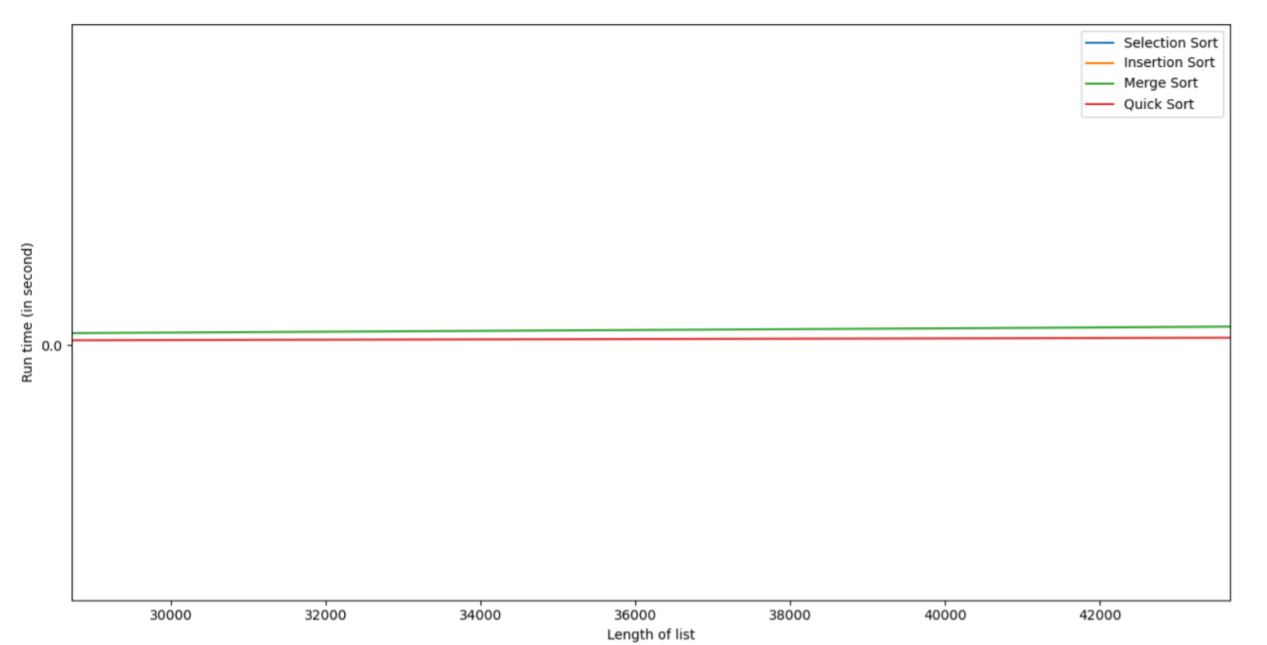 Selection Sort
Insertion Sort
Merge Sort
Quick Sort
Run time (in second)
0.0
30000 32000 34000 36000 38000 40000 42000
Length of list